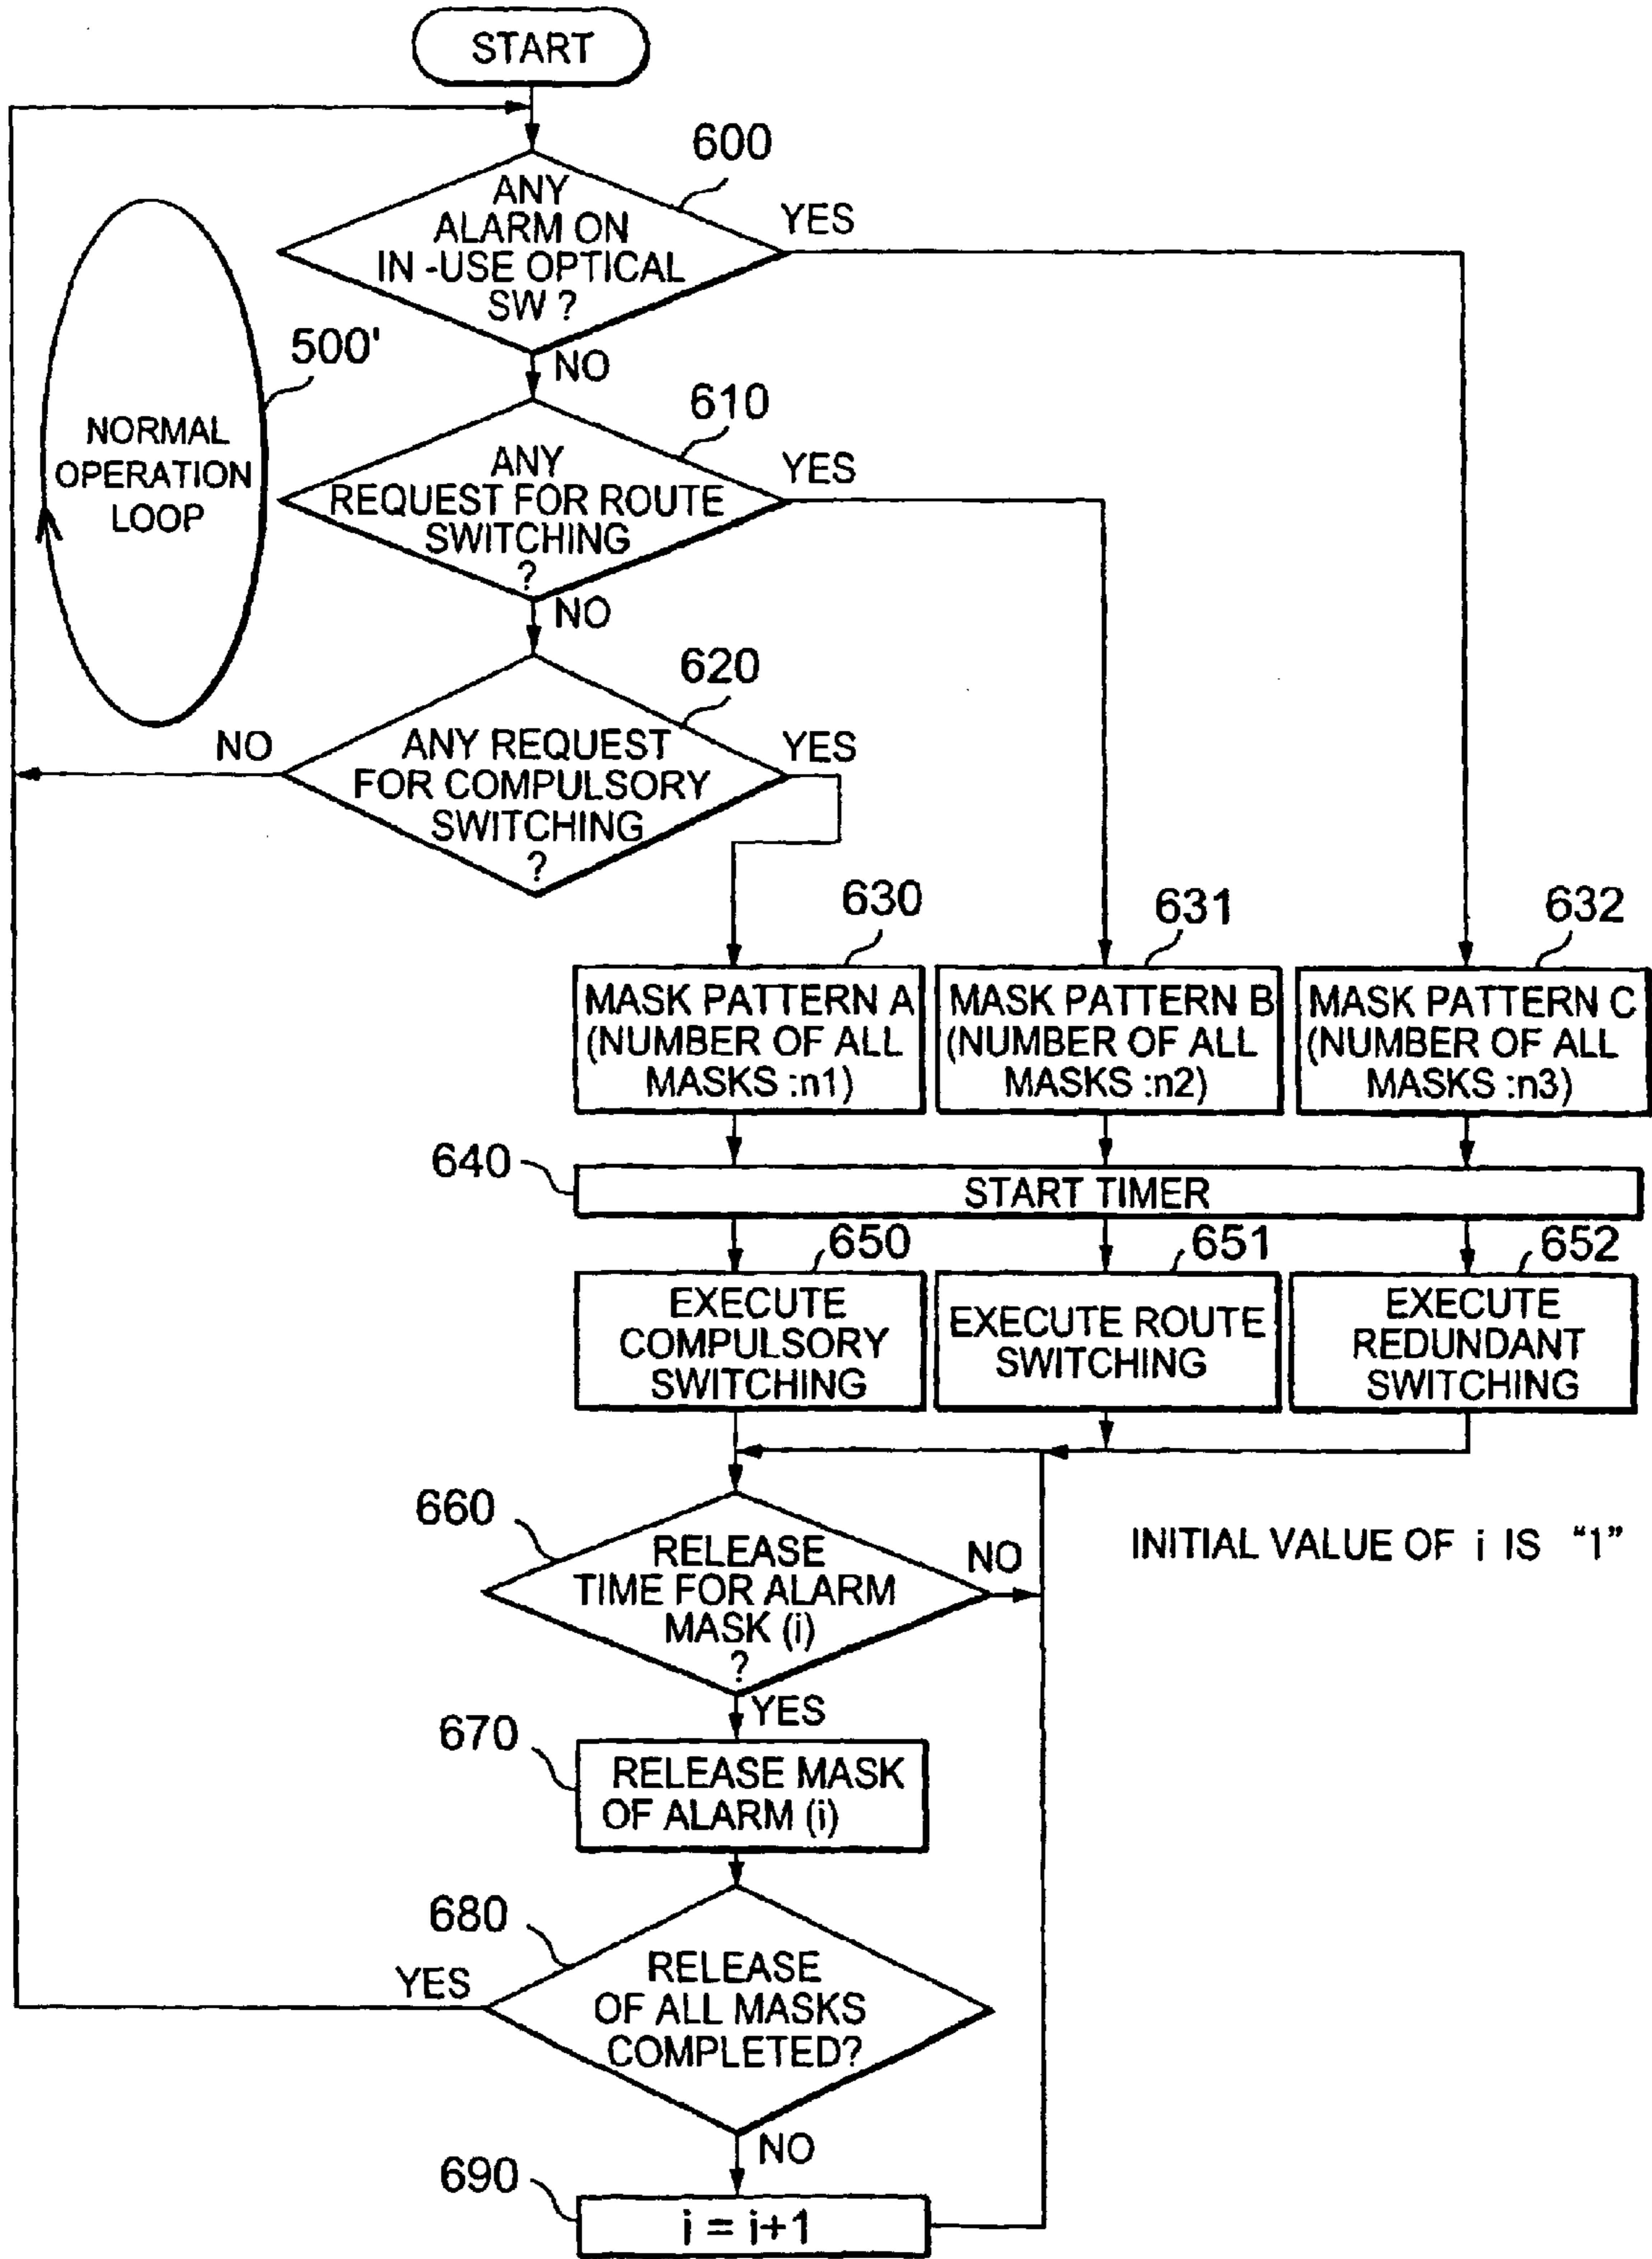 START
600
ANY
ALARM ON
IN -USE OPTICAL
SW ?
YES
NO
500'
NORMAL
OPERATION
LOOP
610
ANY
REQUEST FOR ROUTE
SWITCHING
?
YES
NO
620
ANY REQUEST
FOR COMPULSORY
SWITCHING
?
NO
YES
630
MASK PATTERN A
(NUMBER OF ALL
MASKS :n1)
631
MASK PATTERN B
(NUMBER OF ALL
MASKS :n2)
632
MASK PATTERN C
(NUMBER OF ALL
MASKS :n3)
640
START TIMER
650
EXECUTE
COMPULSORY
SWITCHING
651
EXECUTE ROUTE
SWITCHING
652
EXECUTE
REDUNDANT
SWITCHING
660
RELEASE
TIME FOR ALARM
MASK (i)
?
NO
INITIAL VALUE OF i IS “1”
YES
670
RELEASE MASK
OF ALARM (i)
680
RELEASE
OF ALL MASKS
COMPLETED?
YES
NO
690
i = i+1